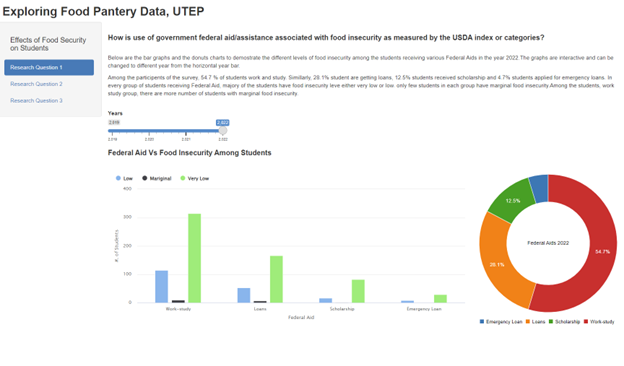 Exploring Food Pantery Data, UTEP
Effects of Food Security
on Students
Research Question 1
Research Question 2
Research Question 3
How is use of government federal aid/assistance associated with food insecurity as measured by the USDA index or categories?
Below are the bar graphs and the donuts charts to demostrate the different levels of food insecurity among the students receiving various Federal Aids in the year 2022.The graphs are interactive and can be
changed to different year from the horizontal year bar.
Among the participants of the survey, 54.7 % of students work and study. Similarly, 28.1% student are getting loans, 12.5% students received scholarship and 4.7% students applied for emergency loans. In
every group of students receiving Federal Aid, majory of the students have food insecurity level either very low or low. only few students in each group have marginal food insecurity.Among the students, work
study group, there are more number of students with marginal food insecurity.
Years
2,019
2,022
2,019
2,020
2,021
2,022
Federal Aid Vs Food Insecurity Among Students
Low
Mariginal
Very Low
400
300
200
100
0
#. of Students
Work-study
Loans
Scholarship
Emergency Loan
Federal Aid
12.5%
28.1%
54.7%
Federal Aids 2022
Emergency Loan
Loans
Scholarship
Work-study